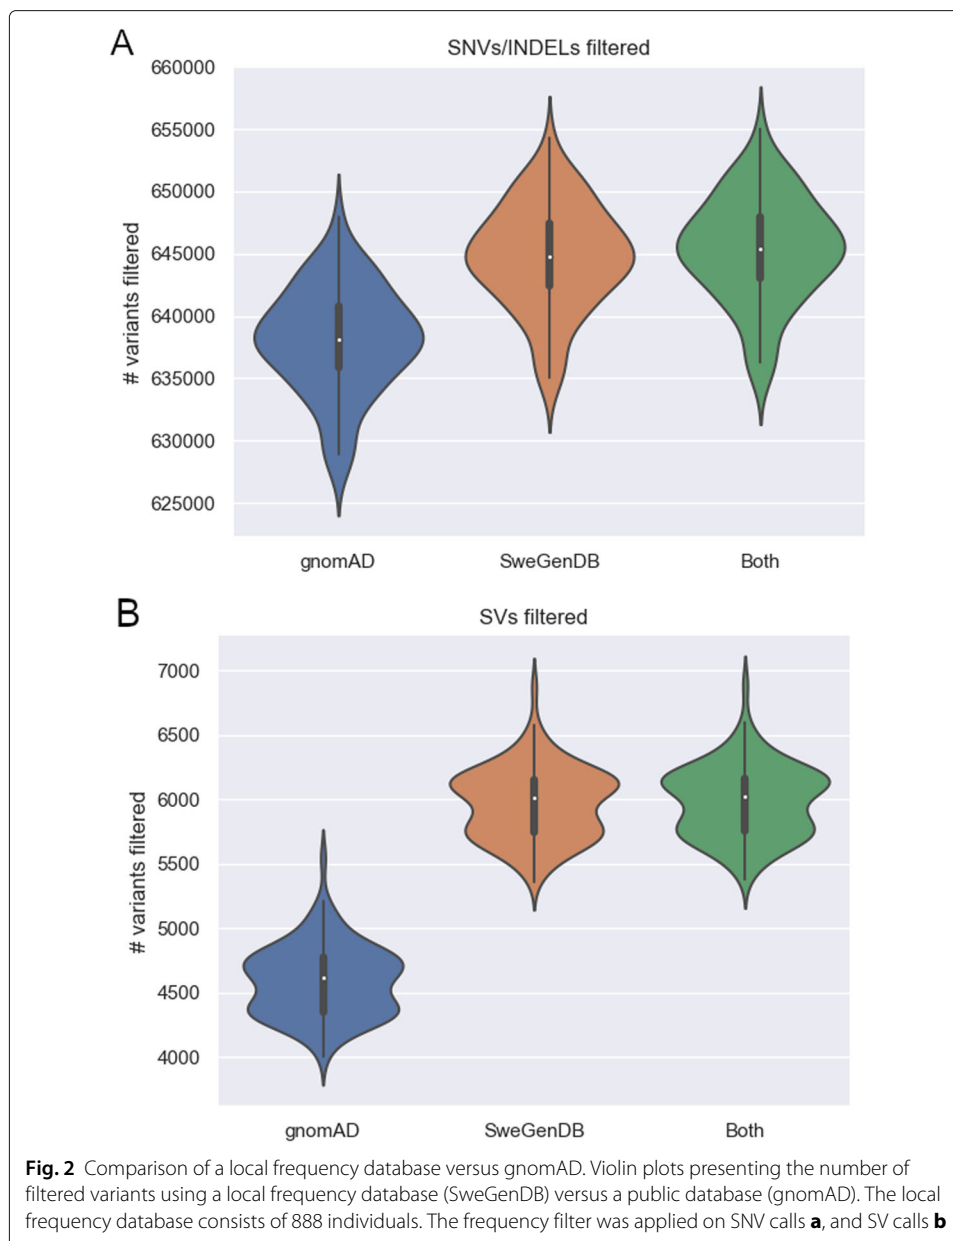 A
SNVs/INDELs filtered
660000
655000
650000
645000
640000
635000
630000
625000
# variants filtered
gnomAD SweGenDB Both
B
SVs filtered
7000
6500
6000
5500
5000
4500
4000
# variants filtered
gnomAD SweGenDB Both
Fig. 2 Comparison of a local frequency database versus gnomAD. Violin plots presenting the number of
filtered variants using a local frequency database (SweGenDB) versus a public database (gnomAD). The local
frequency database consists of 888 individuals. The frequency filter was applied on SNV calls a, and SV calls b